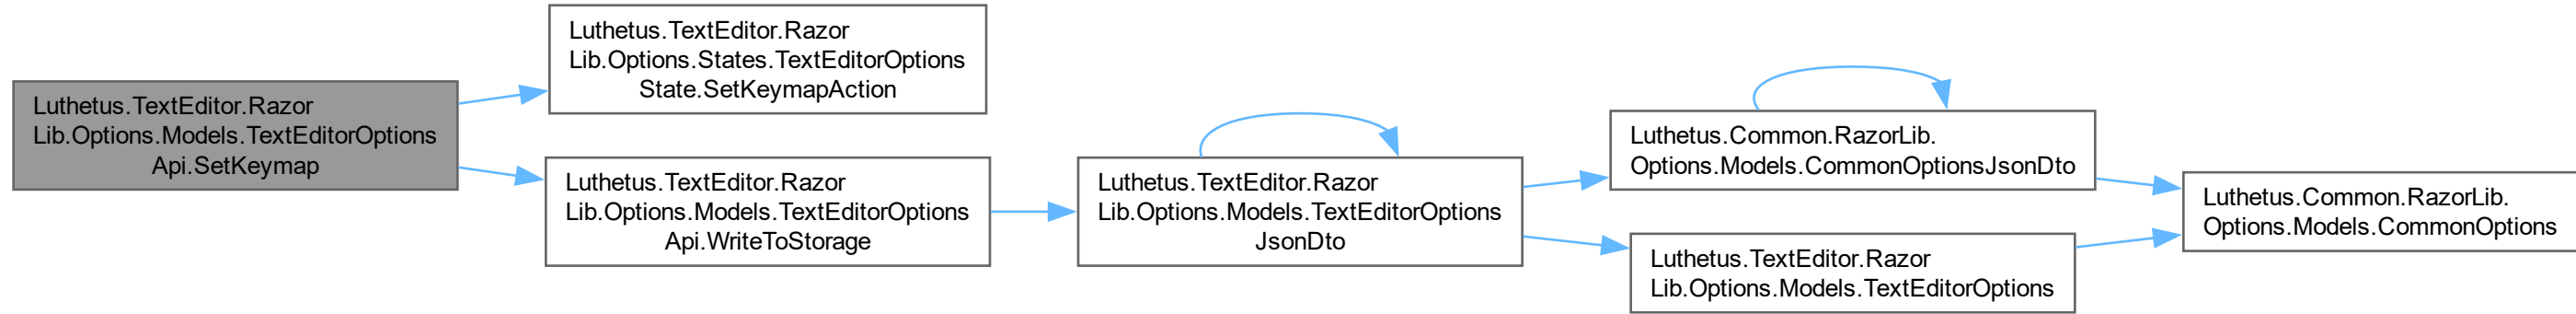 Luthetus.TextEditor.Razor
Lib.Options.Models.TextEditorOptions
Api.SetKeymap
Luthetus.TextEditor.Razor
Lib.Options.States.TextEditorOptions
State.SetKeymapAction
Luthetus.TextEditor.Razor
Lib.Options.Models.TextEditorOptions
Api.WriteToStorage
Luthetus.TextEditor.Razor
Lib.Options.Models.TextEditorOptions
JsonDto
Luthetus.Common.RazorLib.
Options.Models.CommonOptionsJsonDto
Luthetus.TextEditor.Razor
Lib.Options.Models.TextEditorOptions
Luthetus.Common.RazorLib.
Options.Models.CommonOptions